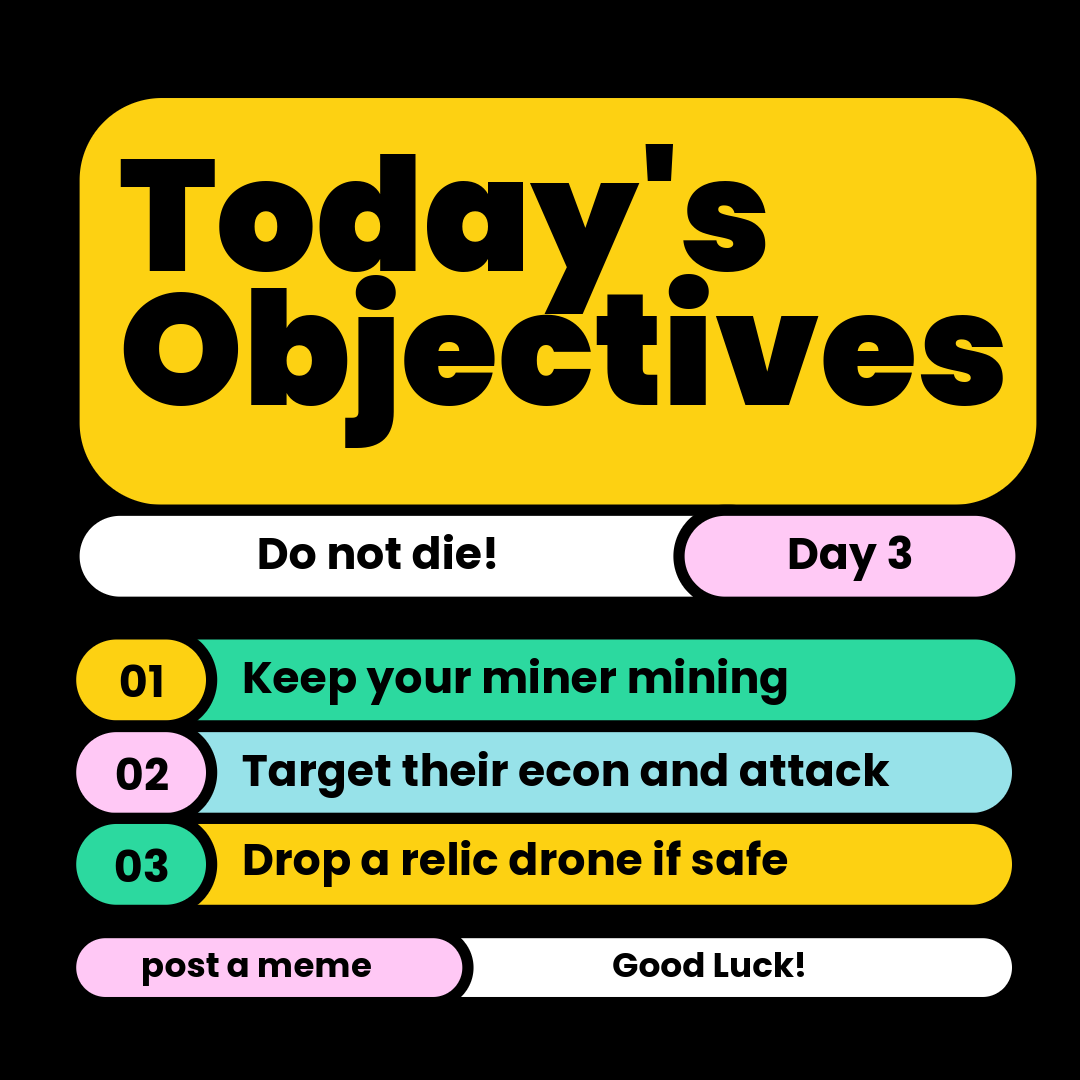 Today's
Objectives
Do not die!
Day 3
01 Keep your miner mining
02 Target their econ and attack
03 Drop a relic drone if safe
post a meme
Good Luck!